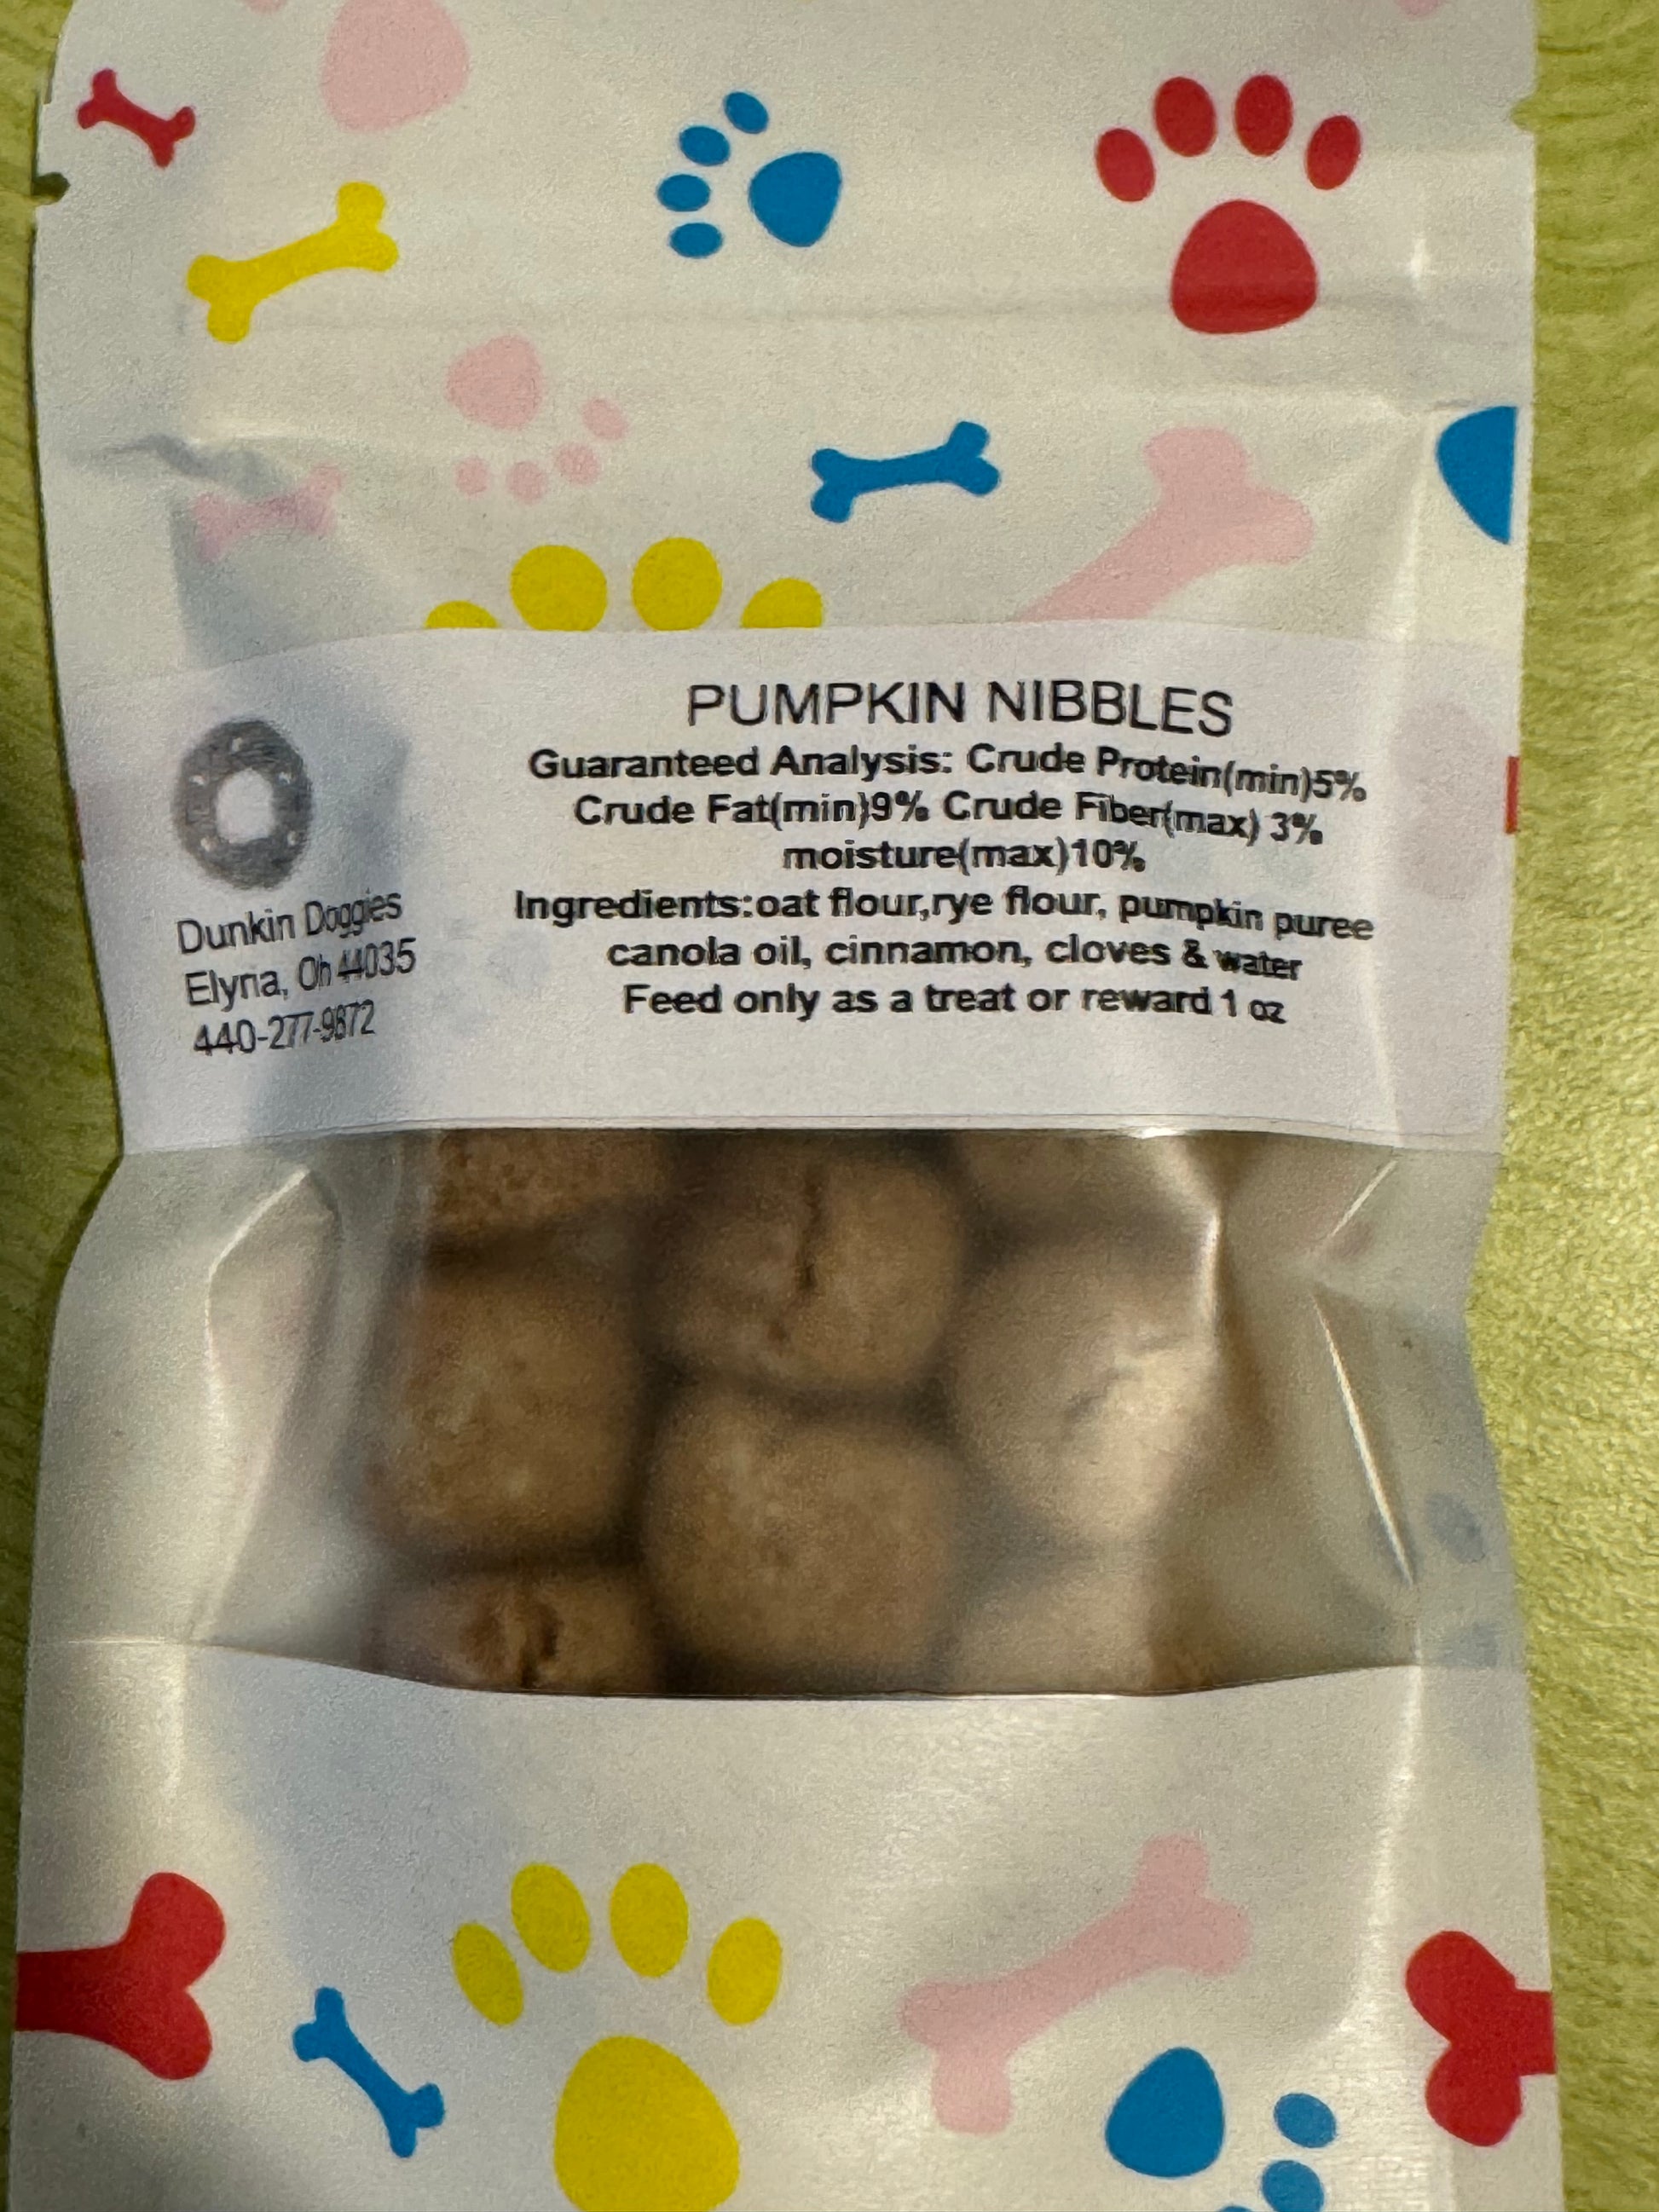 PUMPKIN NIBBLES
Guaranteed Analysis: Crude Protein(min)5%
Crude Fat(min)9% Crude Fiber(max) 3%
moisture(max)10%
Ingredients:oat flour,rye flour, pumpkin puree
canola oil, cinnamon, cloves & water
Feed only as a treat or reward 1 oz
Dunkin Doggies
Elyria, Oh 44035
440-277-9872